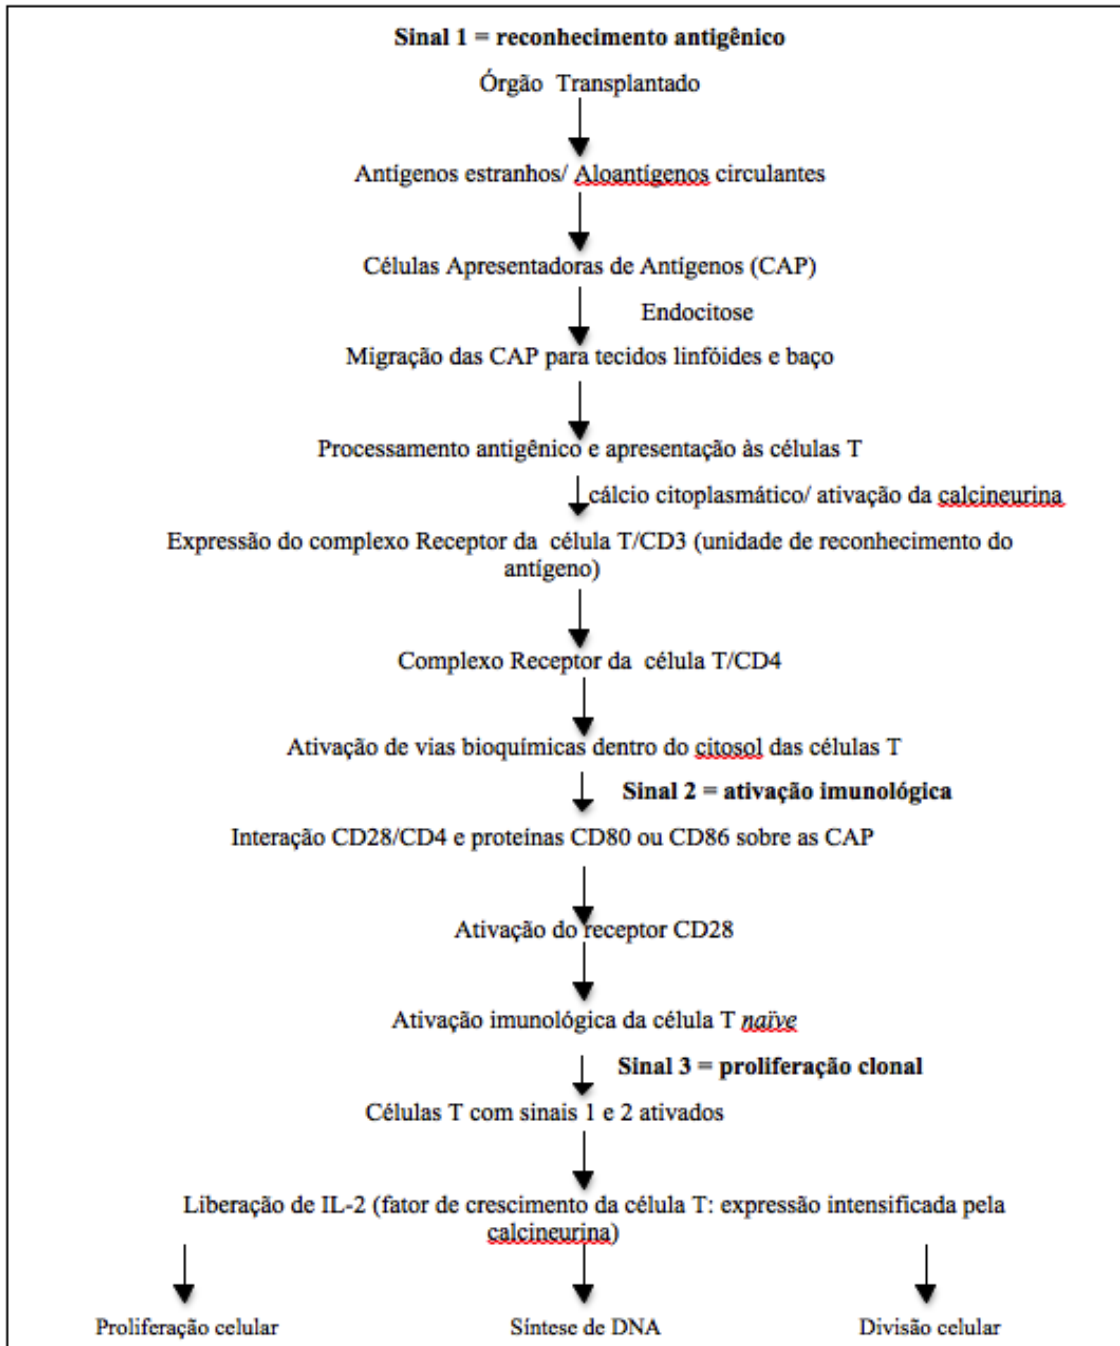 Sinal 1 = reconhecimento antigênico
Órgão Transplantado
Antígenos estranhos/ Aloantígenos circulantes
Células Apresentadoras de Antígenos (CAP)
Endocitose
Migração das CAP para tecidos linfóides e baço
Processamento antigênico e apresentação às células T
cálcio citoplasmático/ ativação da calcineurina
Expressão do complexo Receptor da célula T/CD3 (unidade de reconhecimento do
antígeno)
Complexo Receptor da célula T/CD4
Ativação de vias bioquímicas dentro do citosol das células T
Sinal 2 = ativação imunológica
Interação CD28/CD4 e proteínas CD80 ou CD86 sobre as CAP
Ativação do receptor CD28
Ativação imunológica da célula T naïve
Sinal 3 = proliferação clonal
Células T com sinais 1 e 2 ativados
Liberação de IL-2 (fator de crescimento da célula T: expressão intensificada pela
calcineurina)
Proliferação celular Síntese de DNA Divisão celular